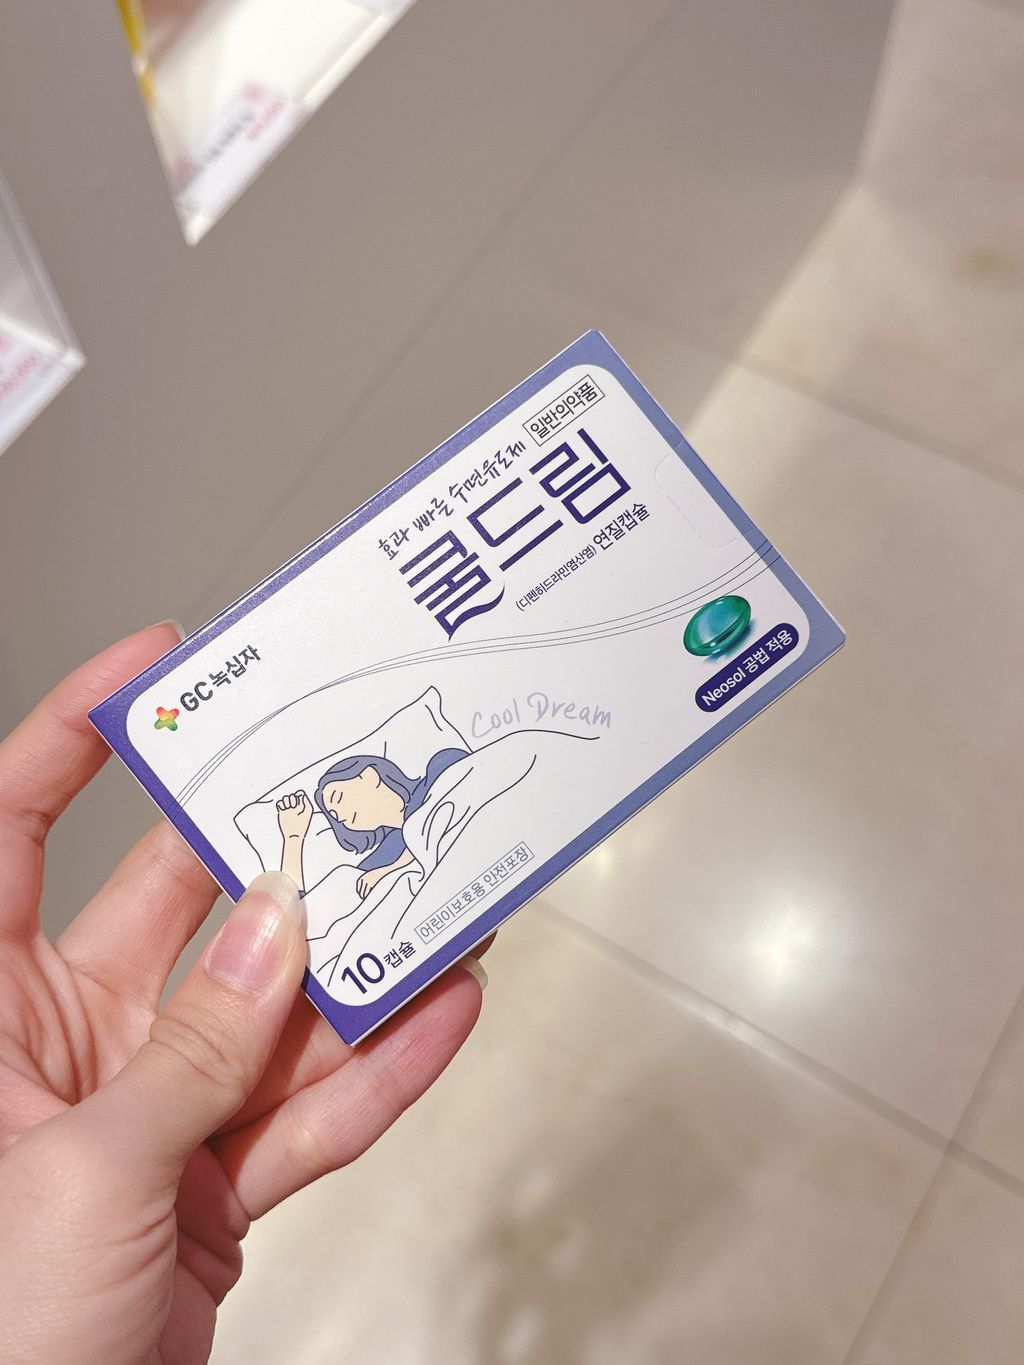 일반의약품
효과 빠른 수면유도제
쿨드림
(디펜히드라민염산염) 연질캡슐
Neosol 공법 적용
GC 녹십자
Cool Dream
어린이보호용 안전포장
10캡슐